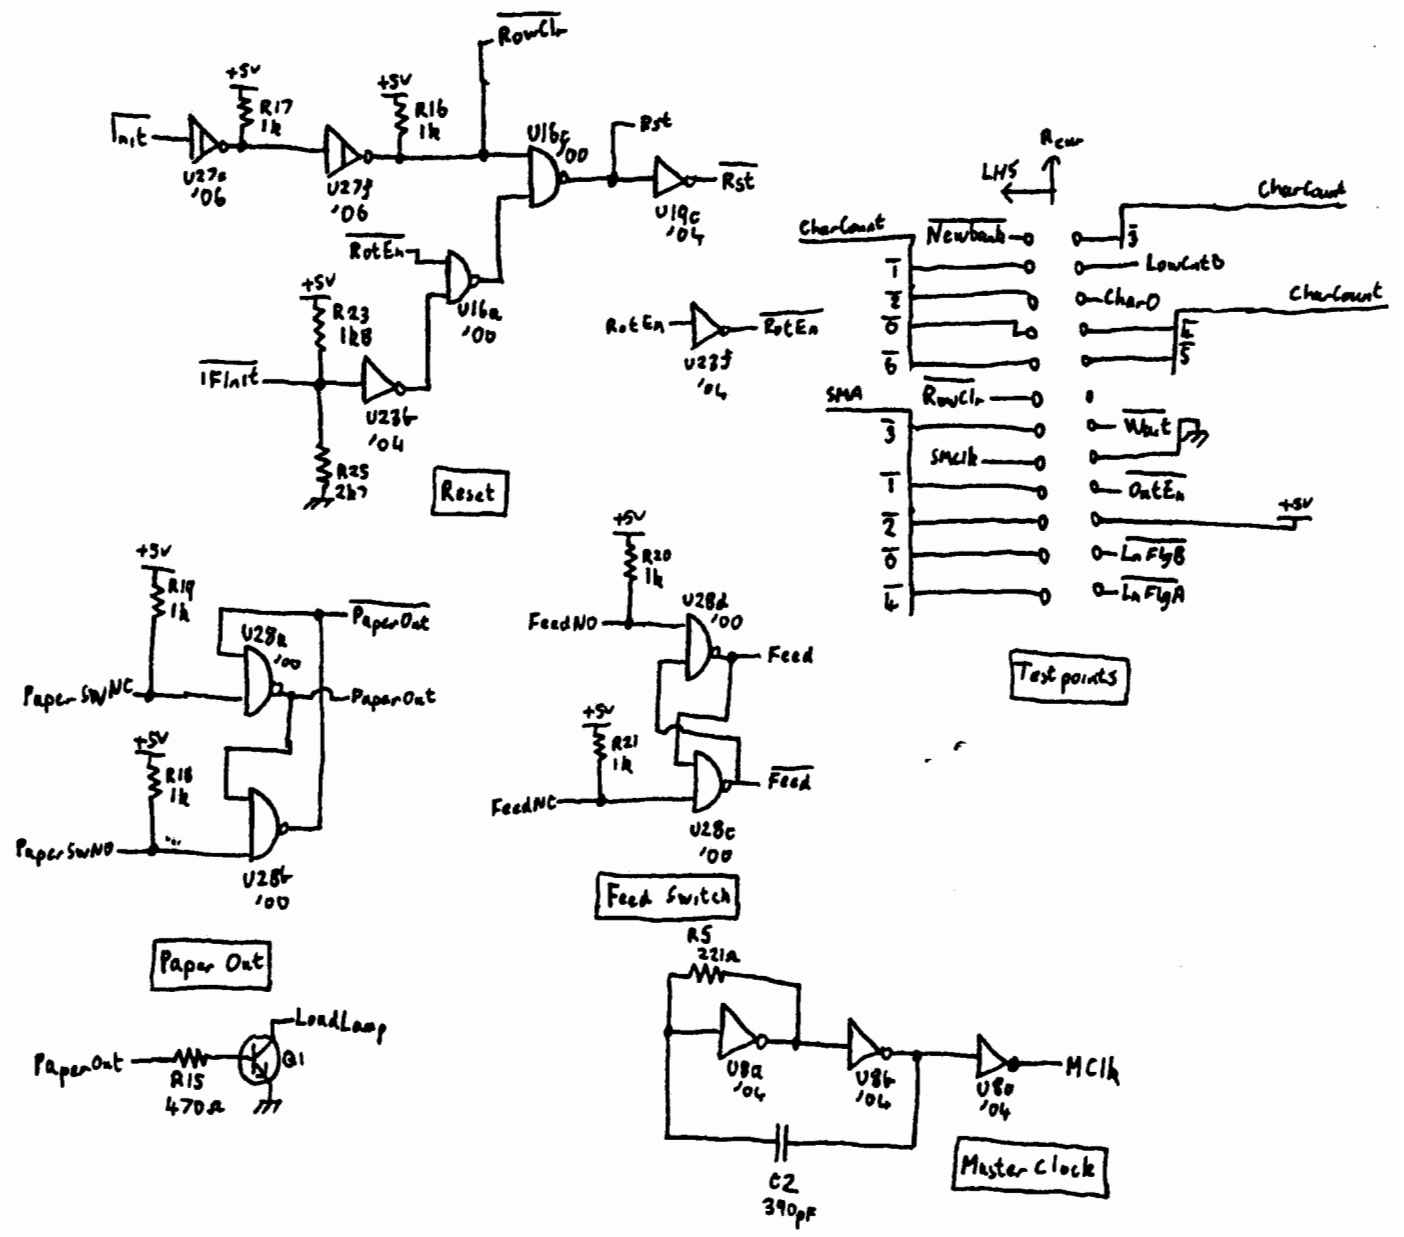 RowClr
+5V
R17
1k
+5V
R16
1k
Init
U27e
'06
U27f
'06
U16c
'00
Rst
Rst
U19c
'04
RotEn
U16a
'00
+5V
R23
1k8
IFInit
U23b
'04
R25
2k7
RotEn
RotEn
U23f
'04
Reset
Rear
LHS
CharCount
CharCount
Newbank
3
1
LowCntB
2
CharO
CharCount
0
4
5
6
SMA
RowClr
3
Wait
SMClk
1
OutEn
2
+5V
0
LnFlgB
4
LnFlgA
Testpoints
+5V
R19
1k
PaperOut
U28a
'00
PaperSWNC
PaperOut
+5V
R18
1k
PaperSWNO
U28b
'00
Paper Out
PaperOut
R15
470Ω
LoadLamp
Q1
+5V
R20
1k
U28d
'00
FeedNO
Feed
+5V
R21
1k
FeedNC
Feed
U28c
'00
Feed Switch
R5
221Ω
U8a
'04
U8b
'04
'04
MClk
C2
390pF
Master Clock